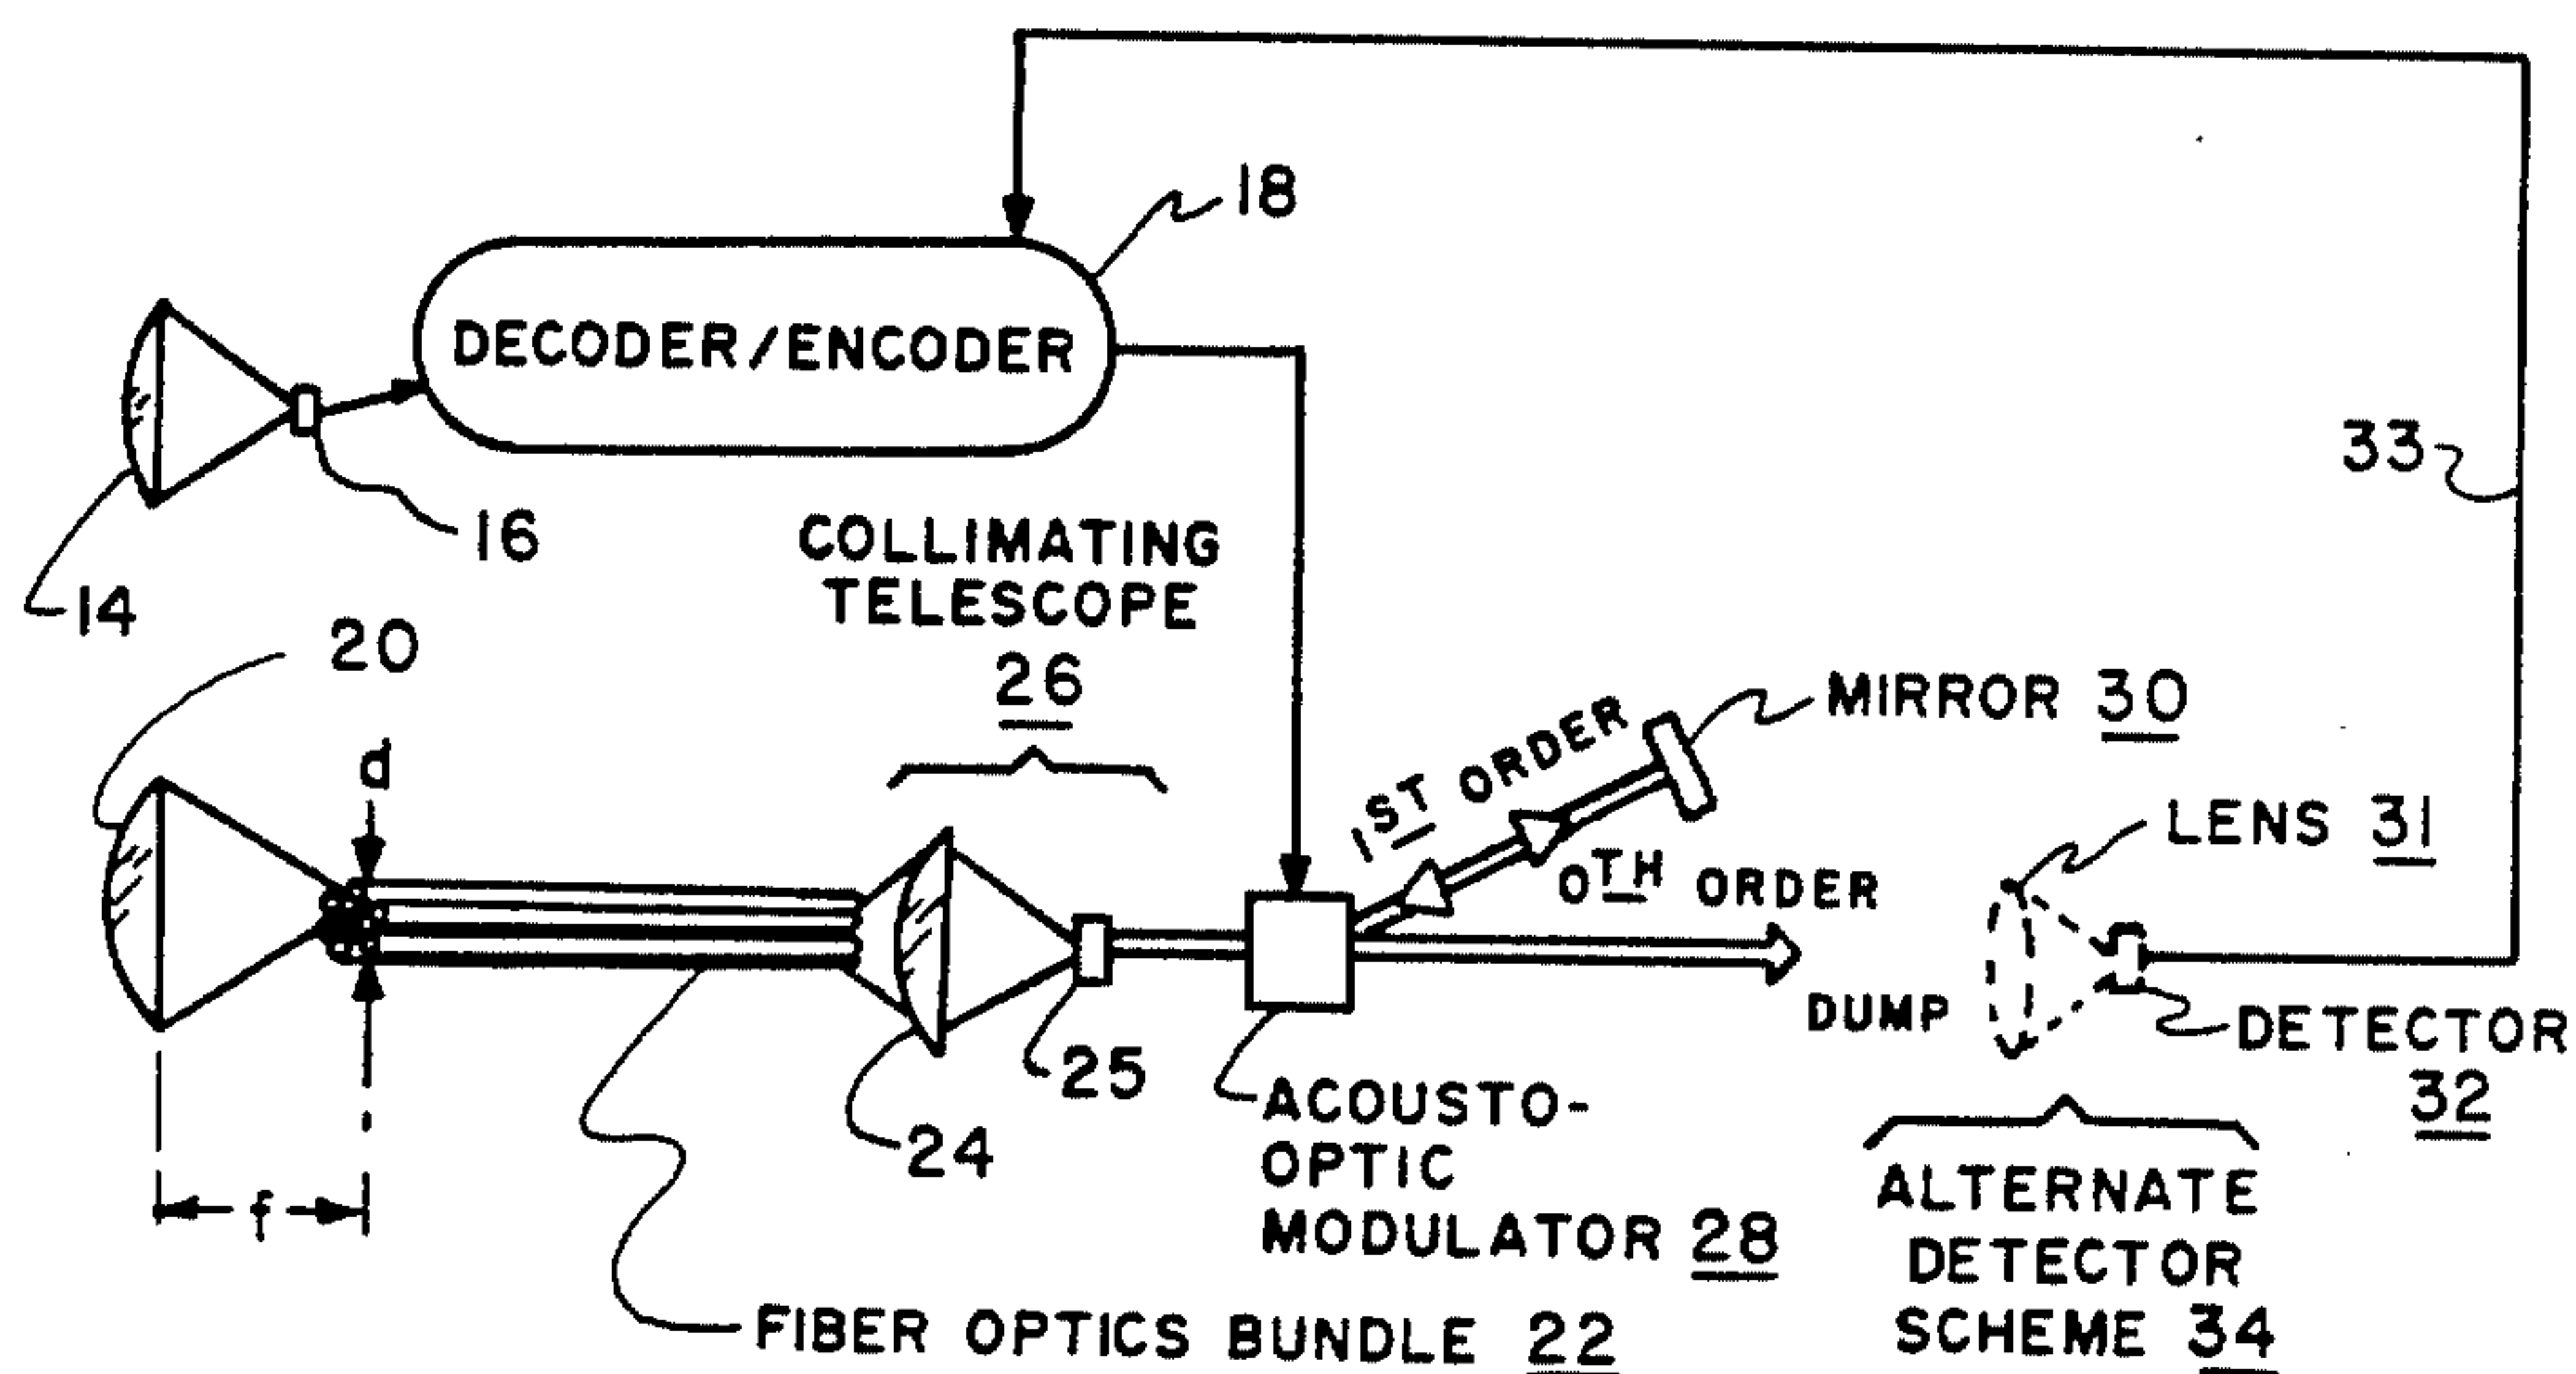 18
DECODER/ENCODER
33
16
COLLIMATING
TELESCOPE
26
14
20
MIRROR 30
1ST ORDER
d
LENS 31
0TH ORDER
DUMP
DETECTOR
32
25
24
ACOUSTO-
OPTIC
MODULATOR 28
f
ALTERNATE
DETECTOR
SCHEME 34
FIBER OPTICS BUNDLE 22